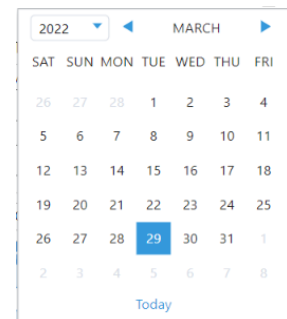 2022 MARCH
SAT SUN MON TUE WED THU FRI
26 27 28 1 2 3 4
5 6 7 8 9 10 11
12 13 14 15 16 17 18
19 20 21 22 23 24 25
26 27 28 29 30 31 1
2 3 4 5 6 7 8
Today